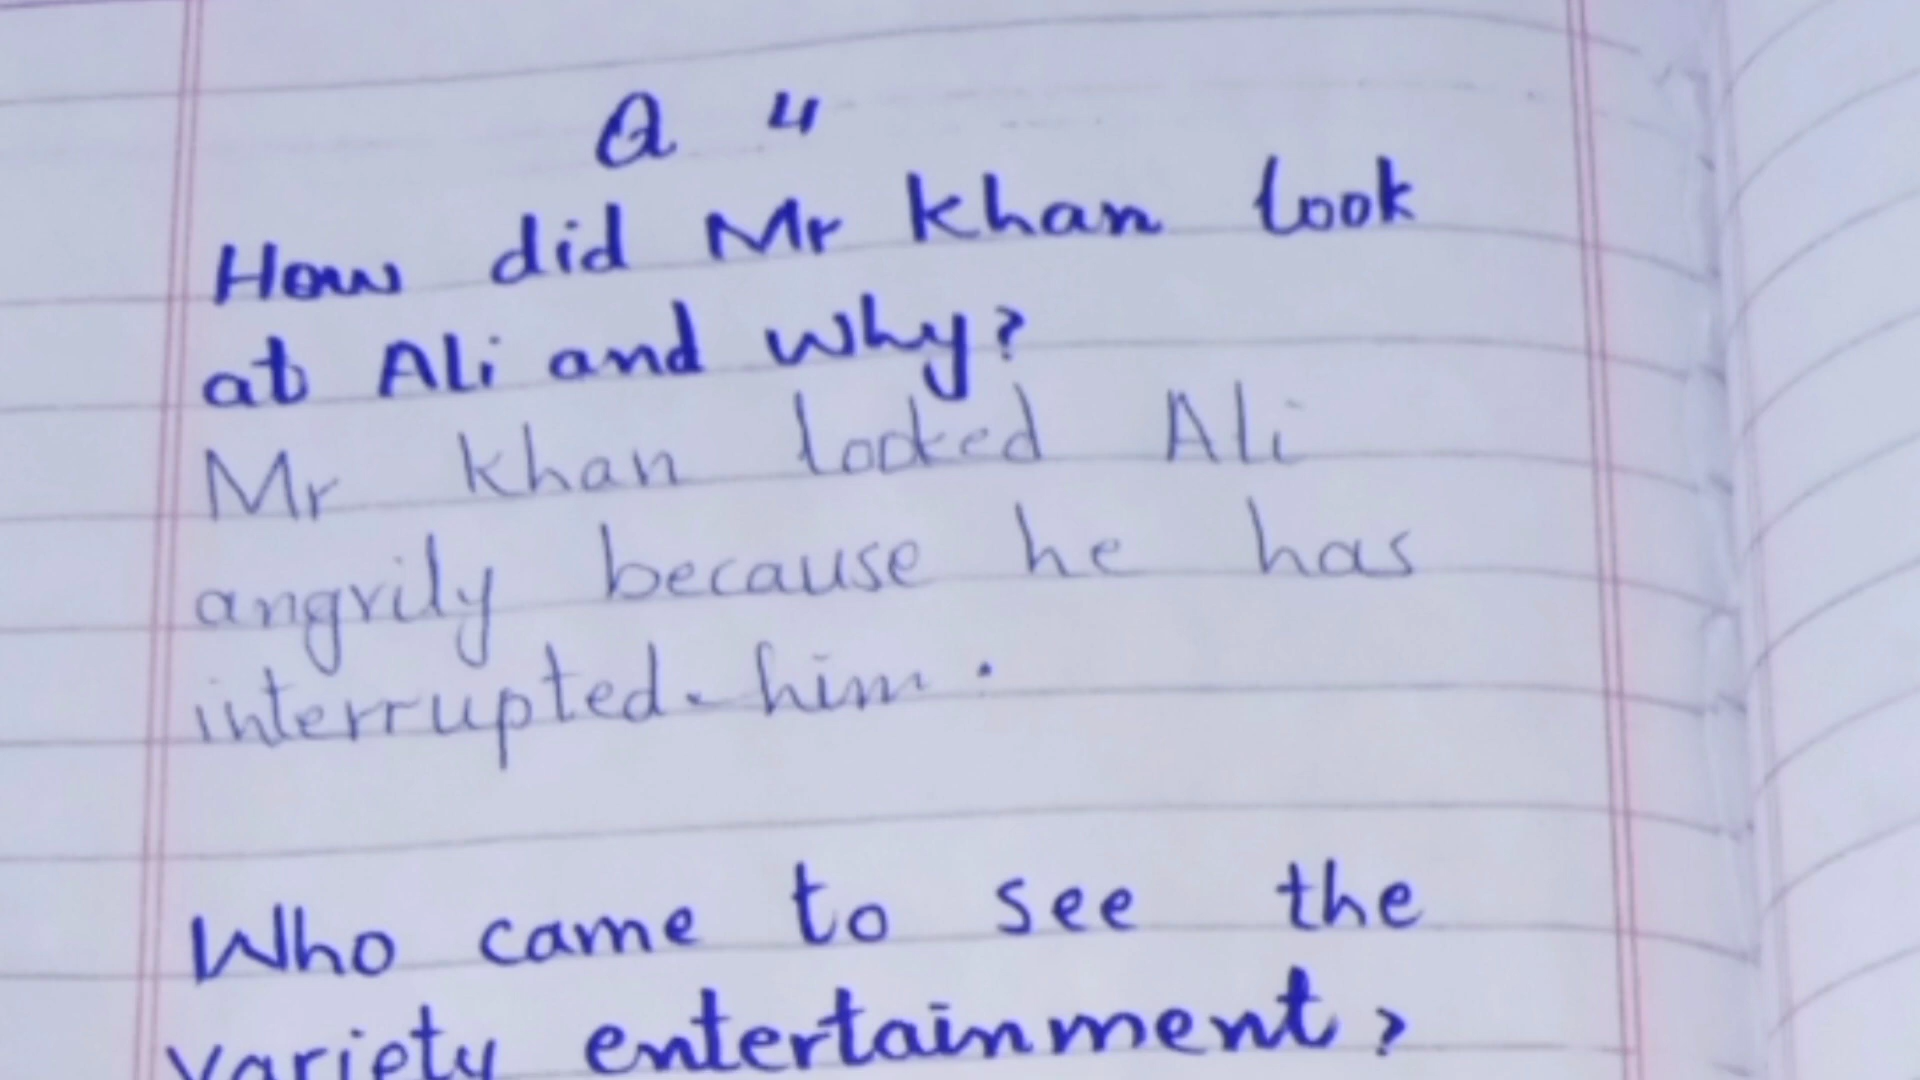 Q 4
How did Mr Khan look
at Ali and why?
Mr Khan looked Ali
angrily because he has
interrupted. him.
Who came to see the
variety entertainment?